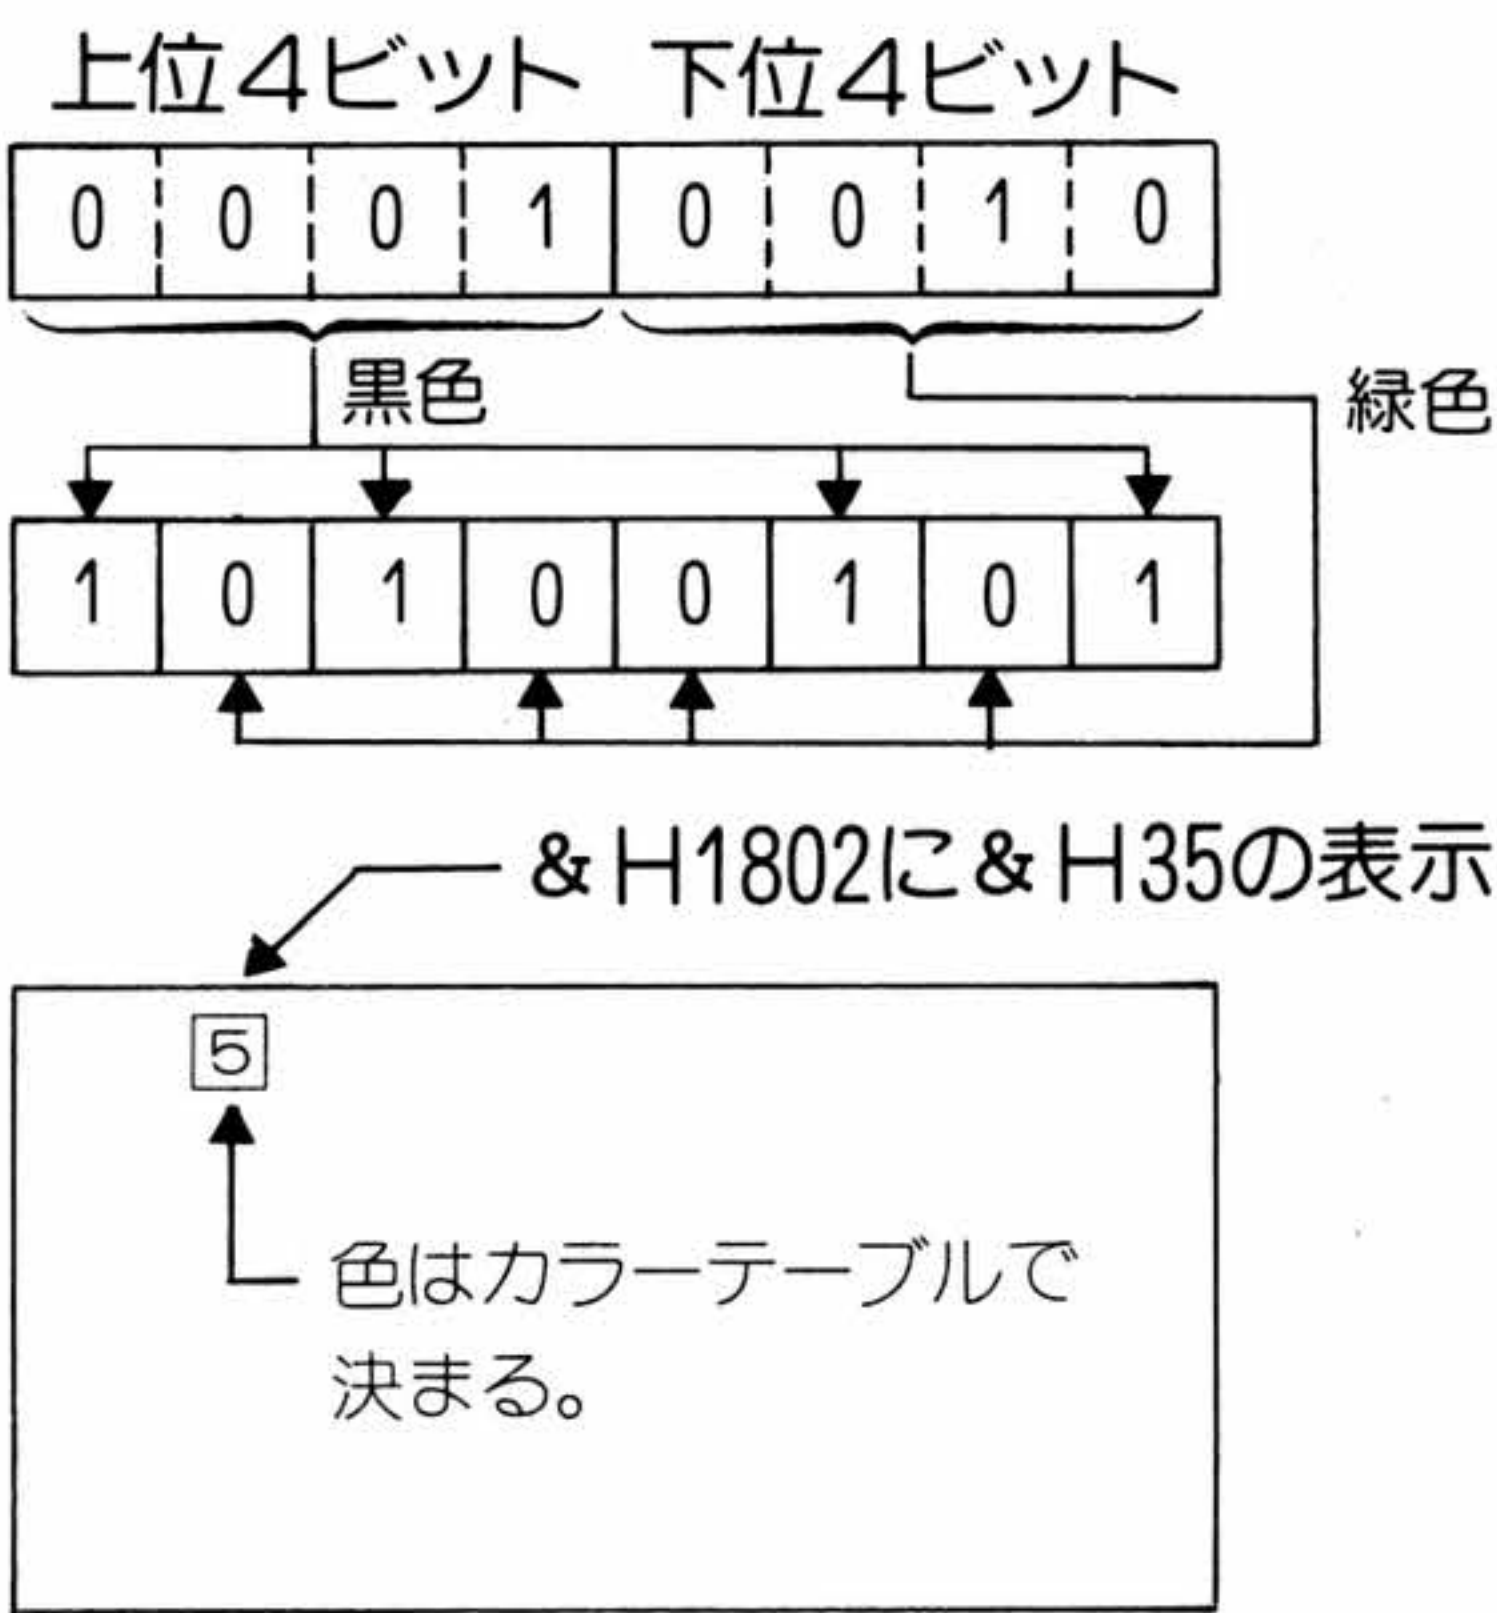 上位4ビット 下位4ビット
0 0 0 1 0 0 1 0
黒色
緑色
1 0 1 0 0 1 0 1
&H1802に&H35の表示
5
色はカラーテーブルで
決まる。